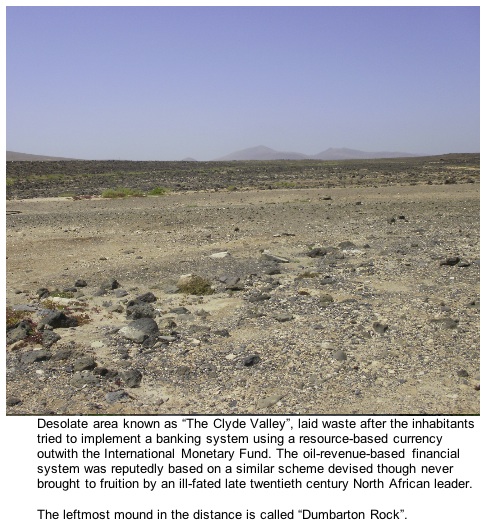 Desolate area known as “The Clyde Valley”, laid waste after the inhabitants
tried to implement a banking system using a resource-based currency
outwith the International Monetary Fund. The oil-revenue-based financial
system was reputedly based on a similar scheme devised though never
brought to fruition by an ill-fated late twentieth century North African leader.
The leftmost mound in the distance is called “Dumbarton Rock”.